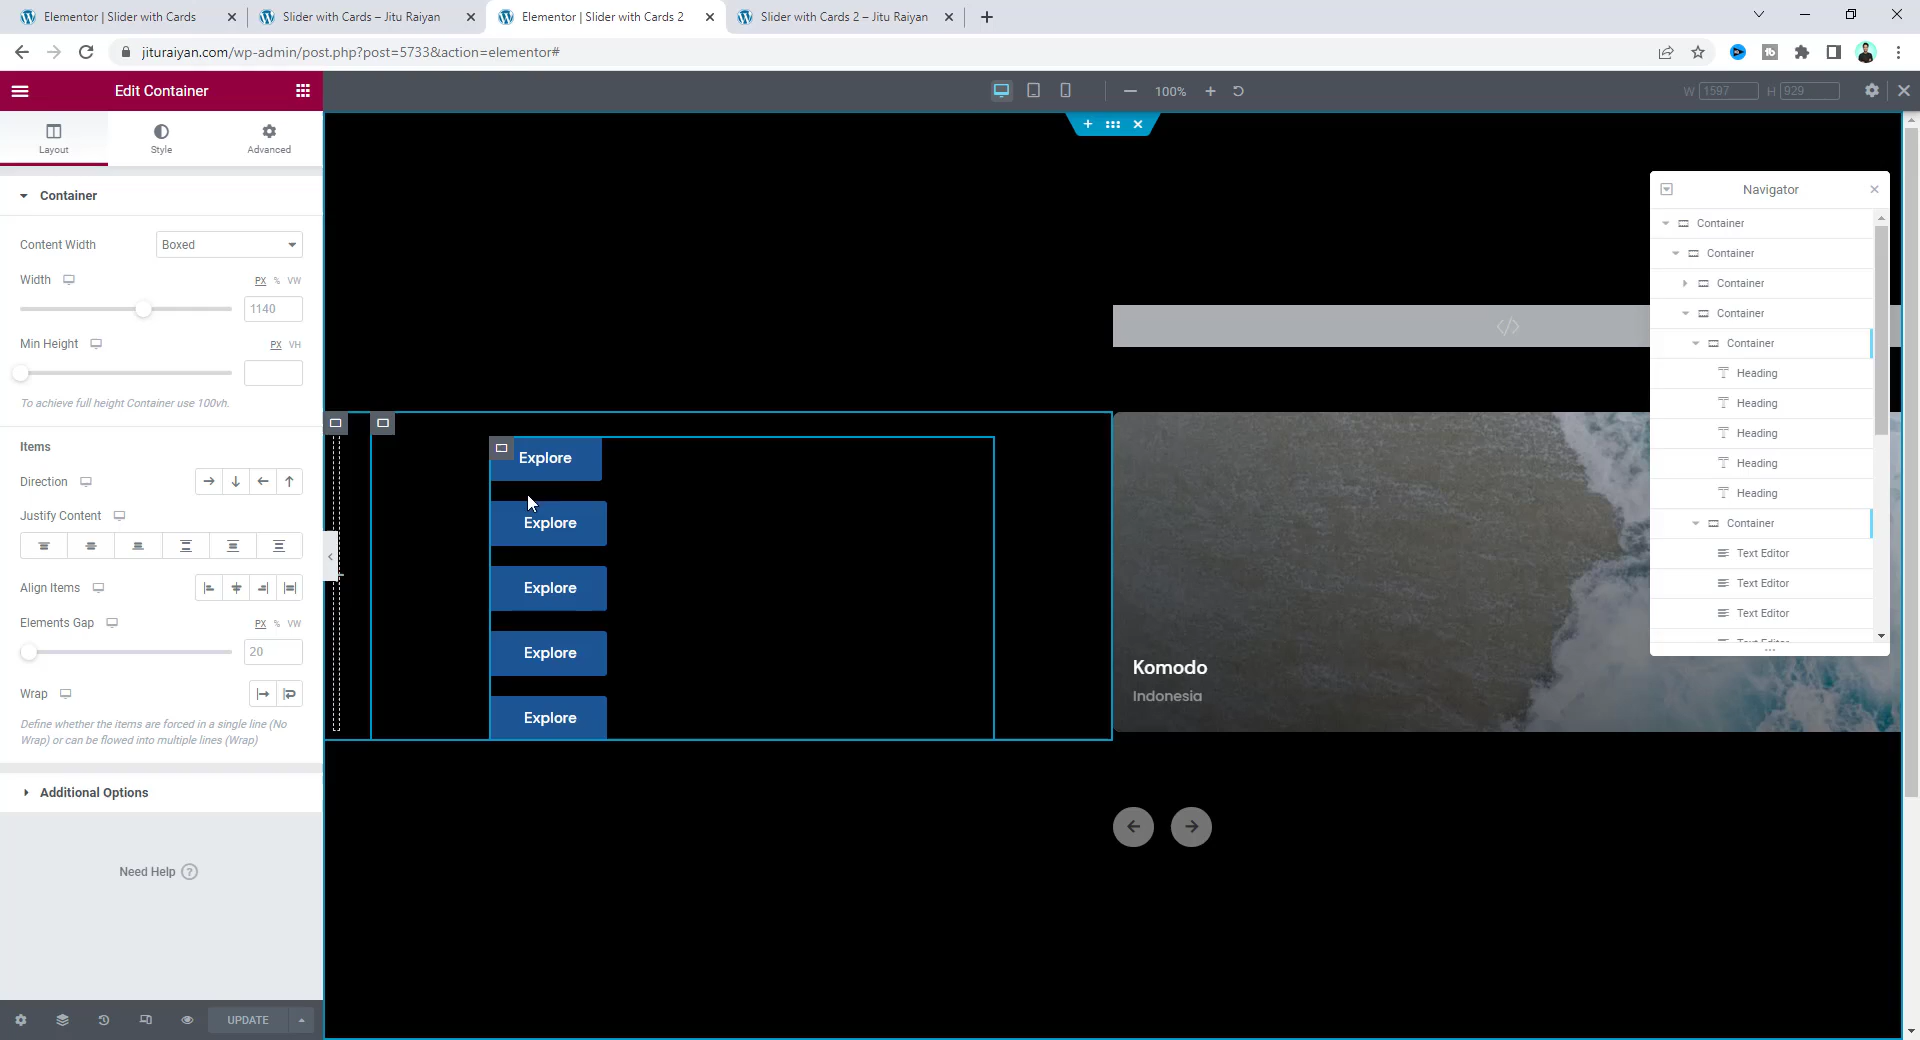 Elementor | Slider with Cards
Slider with Cards – Jitu Raiyan
Elementor | Slider with Cards 2
Slider with Cards 2 – Jitu Raiyan
jituraiyan.com/wp-admin/post.php?post=5733&action=elementor#
Edit Container
100%
W 1597 H 929
Layout
Style
Advanced
Container
Content Width
Boxed
Width
PX % VW
1140
Min Height
PX VH
To achieve full height Container use 100vh.
Items
Direction
Justify Content
Align Items
Elements Gap
PX % VW
20
Wrap
Define whether the items are forced in a single line (No
Wrap) or can be flowed into multiple lines (Wrap)
Additional Options
Need Help ?
UPDATE
Explore
Explore
Explore
Explore
Explore
Komodo
Indonesia
Navigator
Container
Container
Container
Container
Container
Heading
Heading
Heading
Heading
Heading
Container
Text Editor
Text Editor
Text Editor
Text Editor